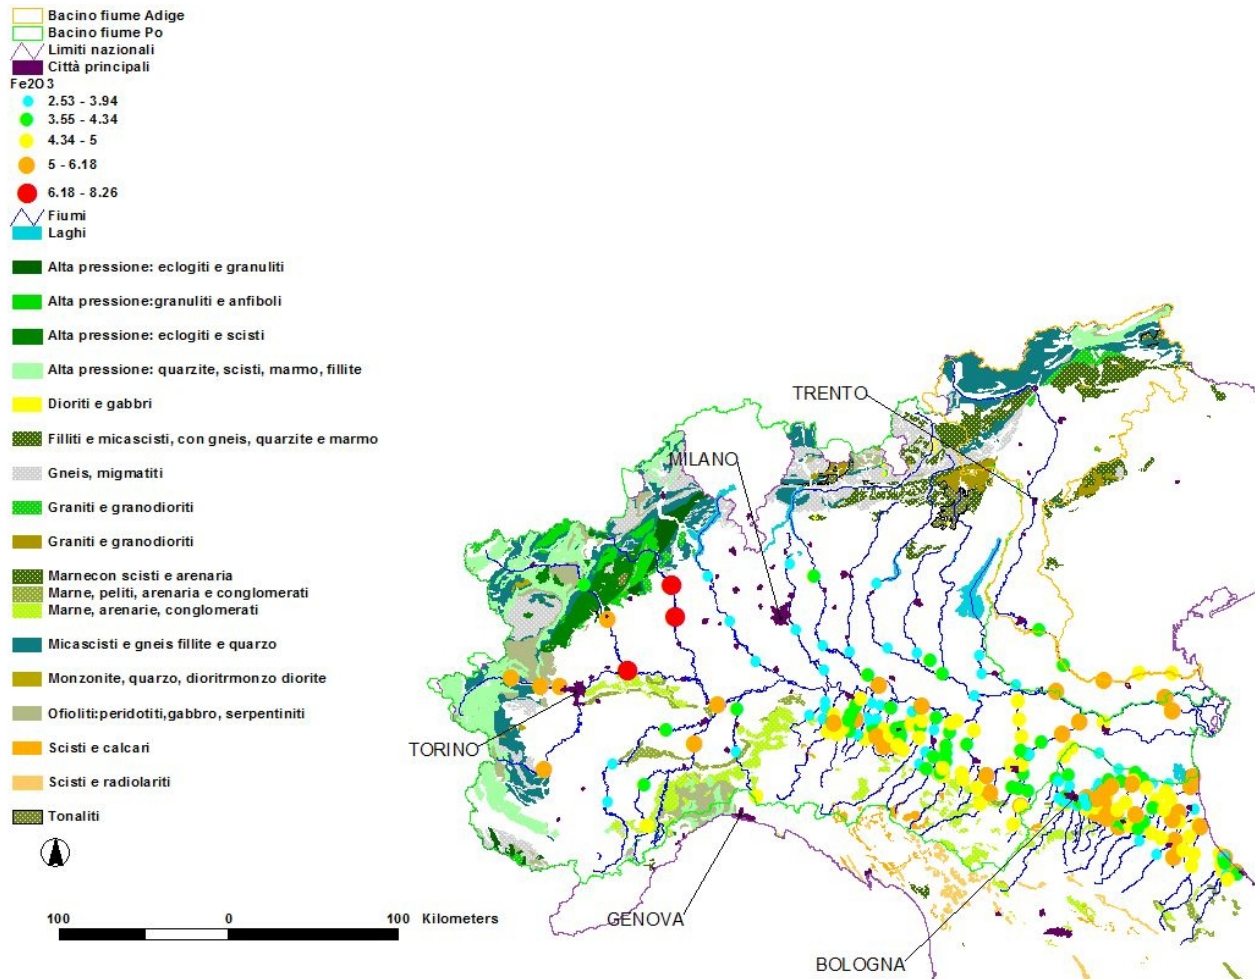 Bacino fiume Adige
Bacino fiume Po
Limiti nazionali
Città principali
Fe2O3
2.53 - 3.94
3.55 - 4.34
4.34 - 5
5 - 6.18
6.18 - 8.26
Fiumi
Laghi
Alta pressione: eclogiti e granuliti
Alta pressione:granuliti e anfiboli
Alta pressione: eclogiti e scisti
Alta pressione: quarzite, scisti, marmo, fillite
Dioriti e gabbri
Filliti e micascisti, con gneis, quarzite e marmo
Gneis, migmatiti
Graniti e granodioriti
Graniti e granodioriti
Marnecon scisti e arenaria
Marne, peliti, arenaria e conglomerati
Marne, arenarie, conglomerati
Micascisti e gneis fillite e quarzo
Monzonite, quarzo, dioritrmonzo diorite
Ofioliti:peridotiti,gabbro, serpentiniti
Scisti e calcari
Scisti e radiolariti
Tonaliti
100 0 100 Kilometers
TRENTO
MILANO
TORINO
GENOVA
BOLOGNA